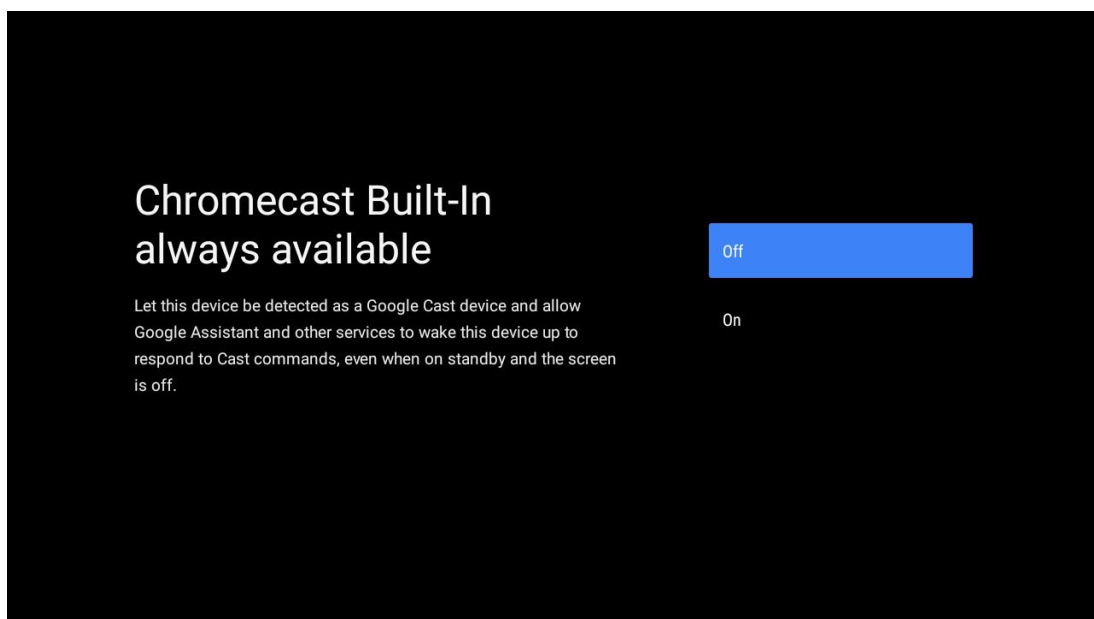 Chromecast Built-In
always available
Let this device be detected as a Google Cast device and allow
Google Assistant and other services to wake this device up to
respond to Cast commands, even when on standby and the screen
is off.
Off
On